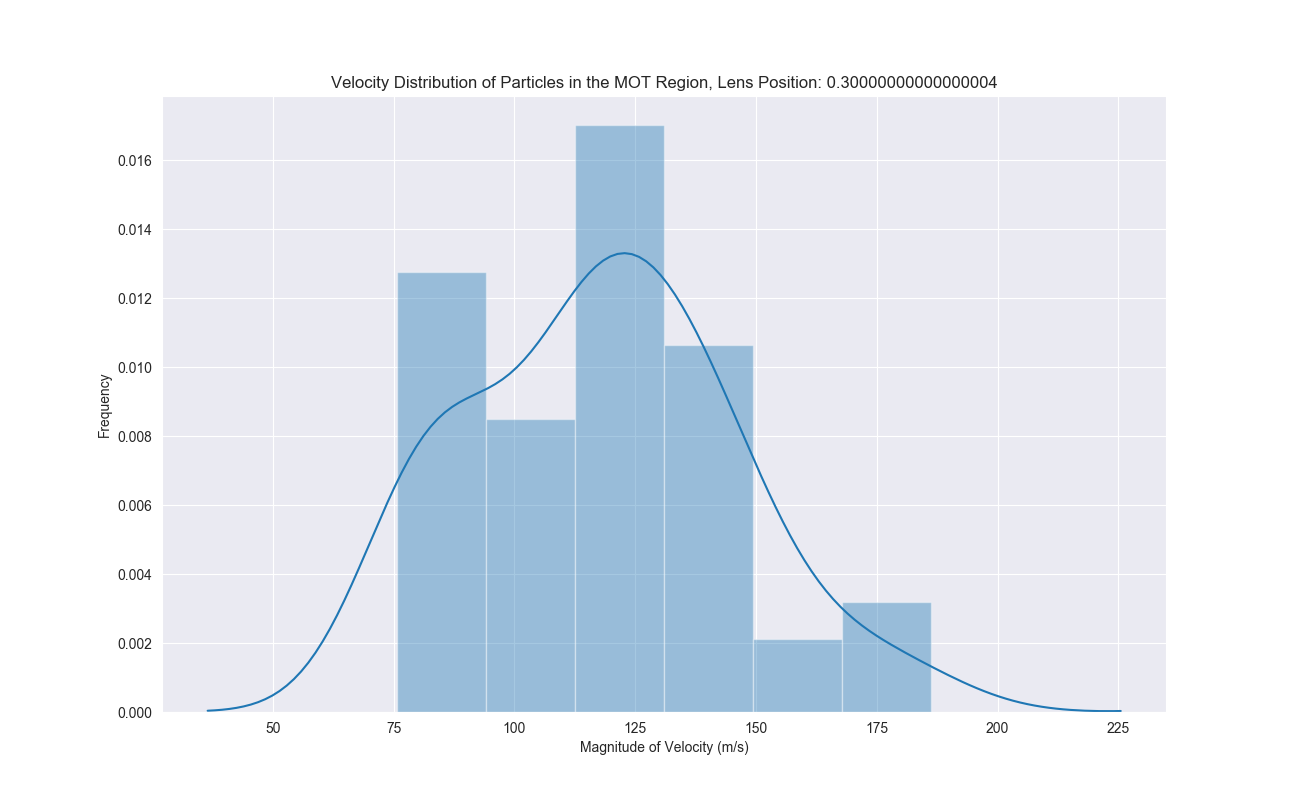 Velocity Distribution of Particles in the MOT Region, Lens Position: 0.30000000000000004
0.016
0.014
0.012
0.010
0.008
0.006
0.004
0.002
0.000
Frequency
50 75 100 125 150 175 200 225
Magnitude of Velocity (m/s)